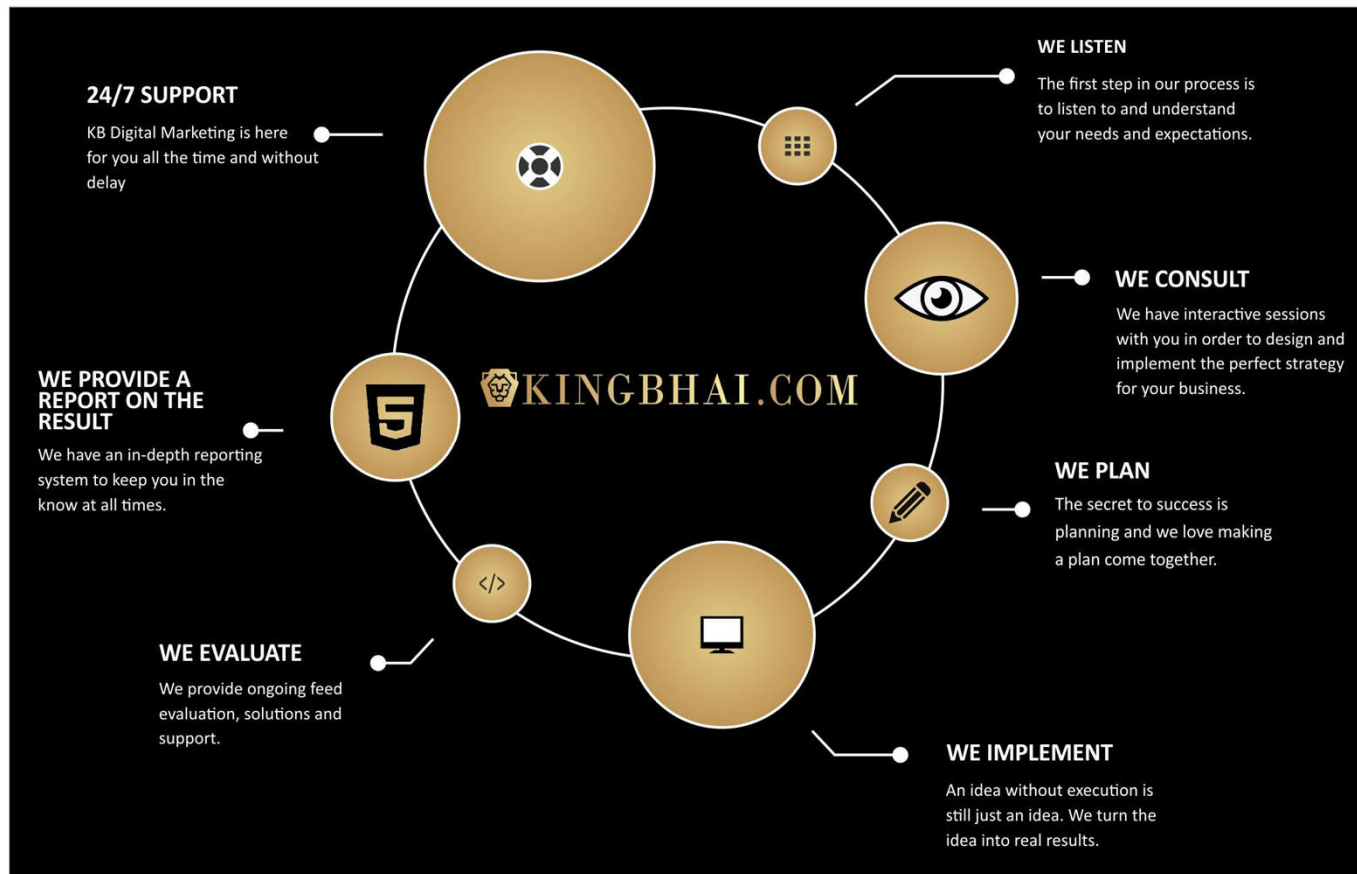 WE LISTEN
The first step in our process is
to listen to and understand
your needs and expectations.
WE CONSULT
We have interactive sessions
with you in order to design and
implement the perfect strategy
for your business.
WE PLAN
The secret to success is
planning and we love making
a plan come together.
WE IMPLEMENT
An idea without execution is
still just an idea. We turn the
idea into real results.
WE EVALUATE
We provide ongoing feed
evaluation, solutions and
support.
WE PROVIDE A
REPORT ON THE
RESULT
We have an in-depth reporting
system to keep you in the
know at all times.
24/7 SUPPORT
KB Digital Marketing is here
for you all the time and without
delay
KINGBHAI.COM
5
</>